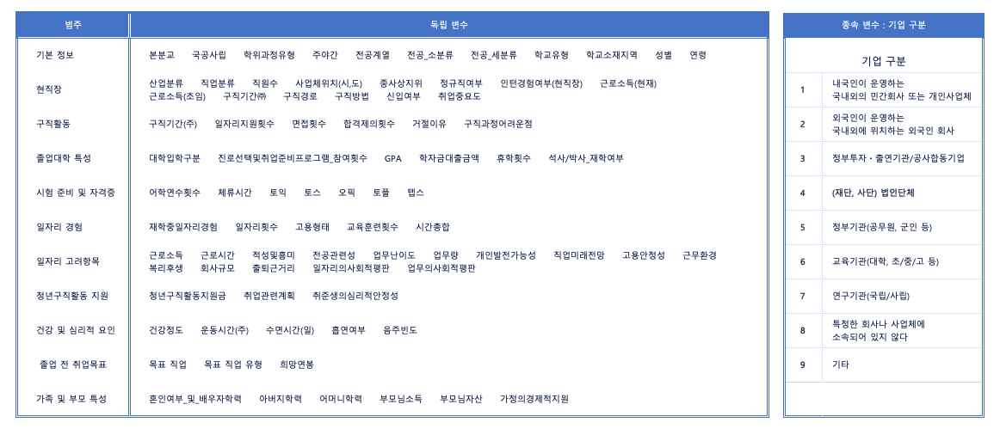 범주 독립 변수
기본 정보 본분교 국공사립 학위과정유형 주야간 전공계열 전공_소분류 전공_세분류 학교유형 학교소재지역 성별 연령
현직장 산업분류 직업분류 직원수 사업체위치(시,도) 종사상지위 정규직여부 인턴경험여부(현직장) 근로소득(현재)
근로소득(초임) 구직기간㈜ 구직경로 구직방법 신입여부 취업중요도
구직활동 구직기간(주) 일자리지원횟수 면접횟수 합격제의횟수 거절이유 구직과정어려운점
졸업대학 특성 대학입학구분 진로선택및취업준비프로그램_참여횟수 GPA 학자금대출금액 휴학횟수 석사/박사_재학여부
시험 준비 및 자격증 어학연수횟수 체류시간 토익 토스 오픽 토플 텝스
일자리 경험 재학중일자리경험 일자리횟수 고용형태 교육훈련횟수 시간총합
일자리 고려항목 근로소득 근로시간 적성및흥미 전공관련성 업무난이도 업무량 개인발전가능성 직업미래전망 고용안정성 근무환경
복리후생 회사규모 출퇴근거리 일자리의사회적평판 업무의사회적평판
청년구직활동 지원 청년구직활동지원금 취업관련계획 취준생의심리적안정성
건강 및 심리적 요인 건강정도 운동시간(주) 수면시간(일) 흡연여부 음주빈도
졸업 전 취업목표 목표 직업 목표 직업 유형 희망연봉
가족 및 부모 특성 혼인여부_및_배우자학력 아버지학력 어머니학력 부모님소득 부모님자산 가정의경제적지원
종속 변수 : 기업 구분
기업 구분
1 내국인이 운영하는
국내외의 민간회사 또는 개인사업체
2 외국인이 운영하는
국내외에 위치하는 외국인 회사
3 정부투자・출연기관/공사합동기업
4 (재단, 사단) 법인단체
5 정부기관(공무원, 군인 등)
6 교육기관(대학, 초/중/고 등)
7 연구기관(국립/사립)
8 특정한 회사나 사업체에
소속되어 있지 않다
9 기타